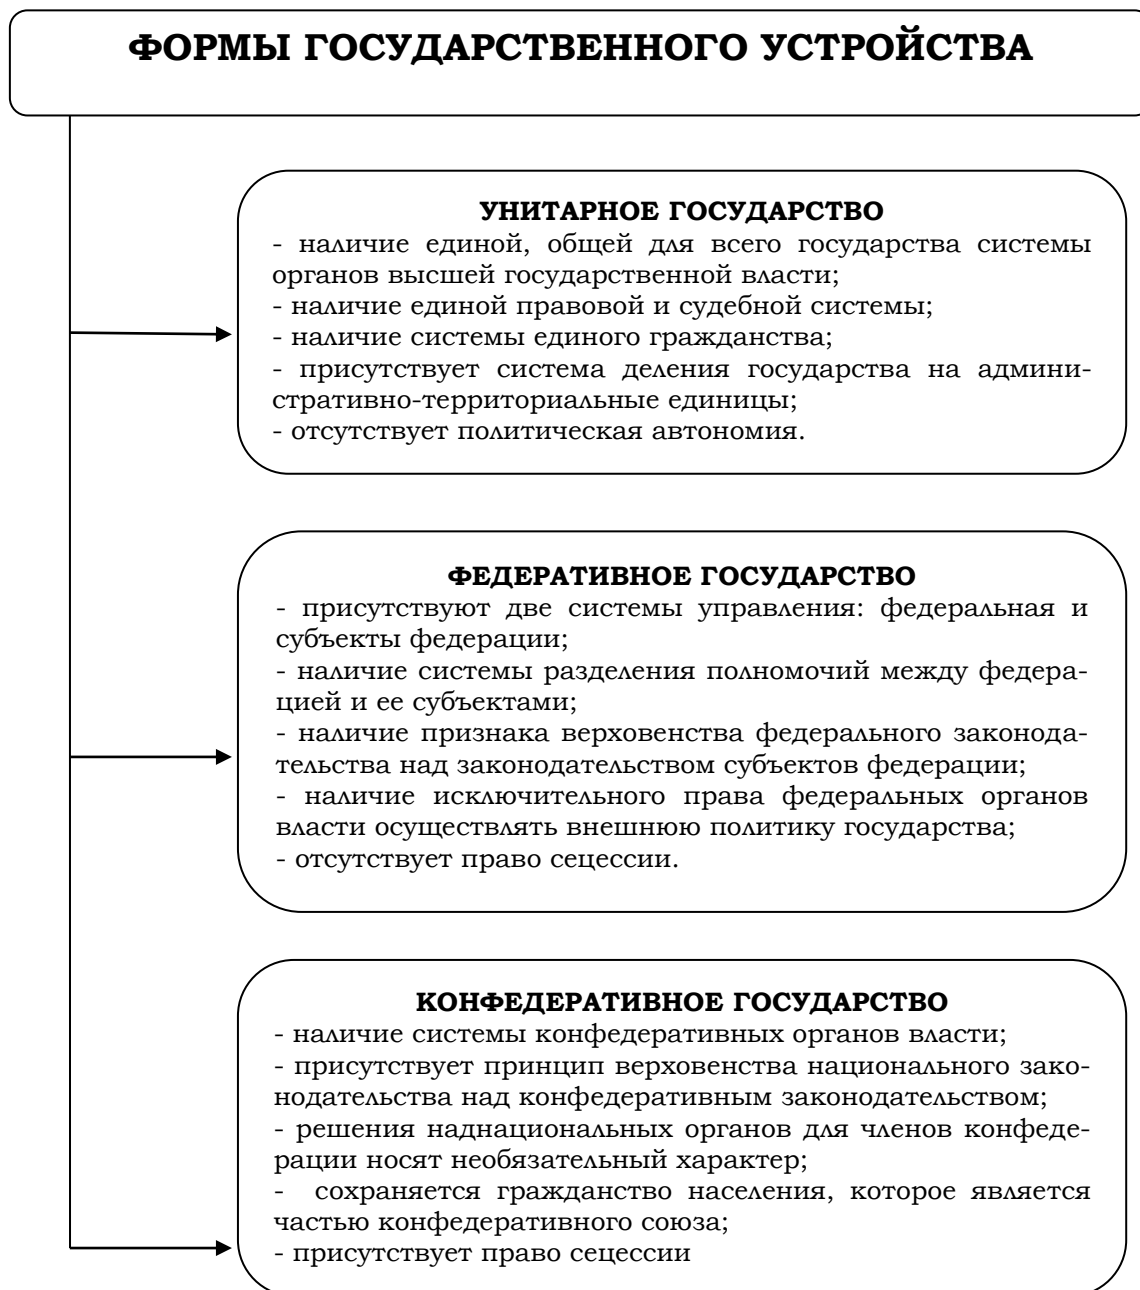 ФОРМЫ ГОСУДАРСТВЕННОГО УСТРОЙСТВА
УНИТАРНОЕ ГОСУДАРСТВО
- наличие единой, общей для всего государства системы
органов высшей государственной власти;
- наличие единой правовой и судебной системы;
- наличие системы единого гражданства;
- присутствует система деления государства на админи-
стративно-территориальные единицы;
- отсутствует политическая автономия.
ФЕДЕРАТИВНОЕ ГОСУДАРСТВО
- присутствуют две системы управления: федеральная и
субъекты федерации;
- наличие системы разделения полномочий между федера-
цией и ее субъектами;
- наличие признака верховенства федерального законода-
тельства над законодательством субъектов федерации;
- наличие исключительного права федеральных органов
власти осуществлять внешнюю политику государства;
- отсутствует право сецессии.
КОНФЕДЕРАТИВНОЕ ГОСУДАРСТВО
- наличие системы конфедеративных органов власти;
- присутствует принцип верховенства национального зако-
нодательства над конфедеративным законодательством;
- решения наднациональных органов для членов конфеде-
рации носят необязательный характер;
- сохраняется гражданство населения, которое является
частью конфедеративного союза;
- присутствует право сецессии